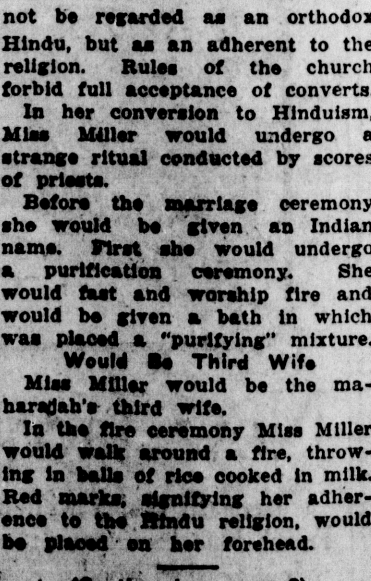 not be regarded as an orthodox
Hindu, but as an adherent to the
religion. Rules of the church
forbid full acceptance of converts
In her conversion to Hinduism,
Miss Miller would undergo a
strange ritual conducted by scores
of priests.
Before the marriage ceremony
she would be given an Indian
name. First she would undergo
a purification ceremony. She
would fast and worship fire and
would be given a bath in which
was placed a "purifying" mixture.
Would Be Third Wife
Miss Miller would be the ma-
harajah's third wife.
In the fire ceremony Miss Miller
would walk around a fire, throw-
ing in balls of rice cooked in milk.
Red marks, signifying her adher-
ence to the Hindu religion, would
be placed on her forehead.